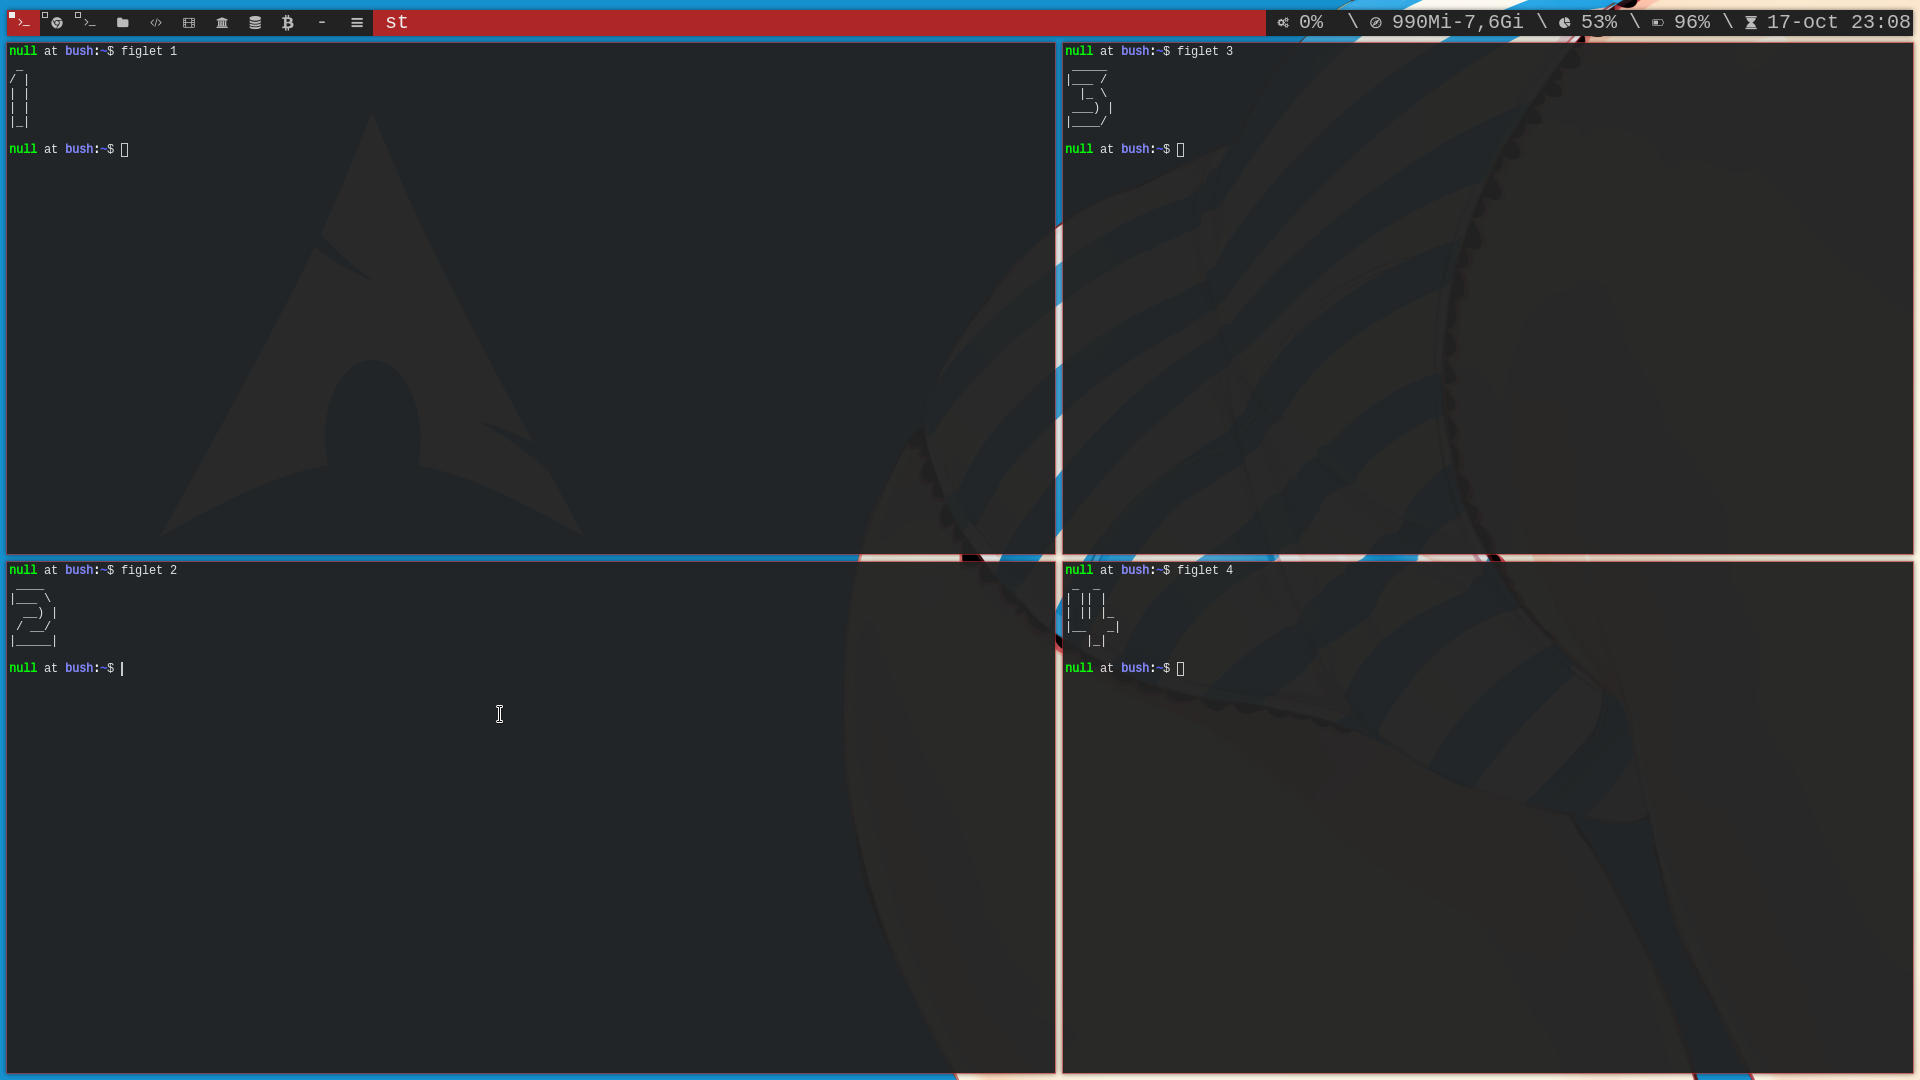 st 0% \ 990Mi-7,6Gi \ 53% \ 96% \ 17-oct 23:08
null at bush:~$ figlet 1
 _
/ |
| |
| |
|_|
null at bush:~$
null at bush:~$ figlet 3
 _____
|___ /
  |_ \
 ___) |
|____/
null at bush:~$
null at bush:~$ figlet 2
 ____
|___ \
  __) |
 / __/
|_____|
null at bush:~$
null at bush:~$ figlet 4
 _  _
| || |
| || |_
|__   _|
   |_|
null at bush:~$